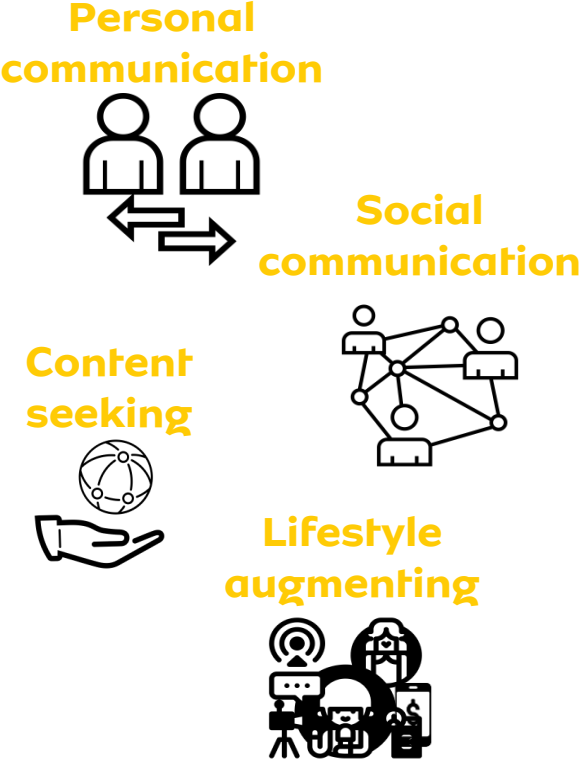 Personal
communication
Social
communication
Content
seeking
Lifestyle
augmenting
$